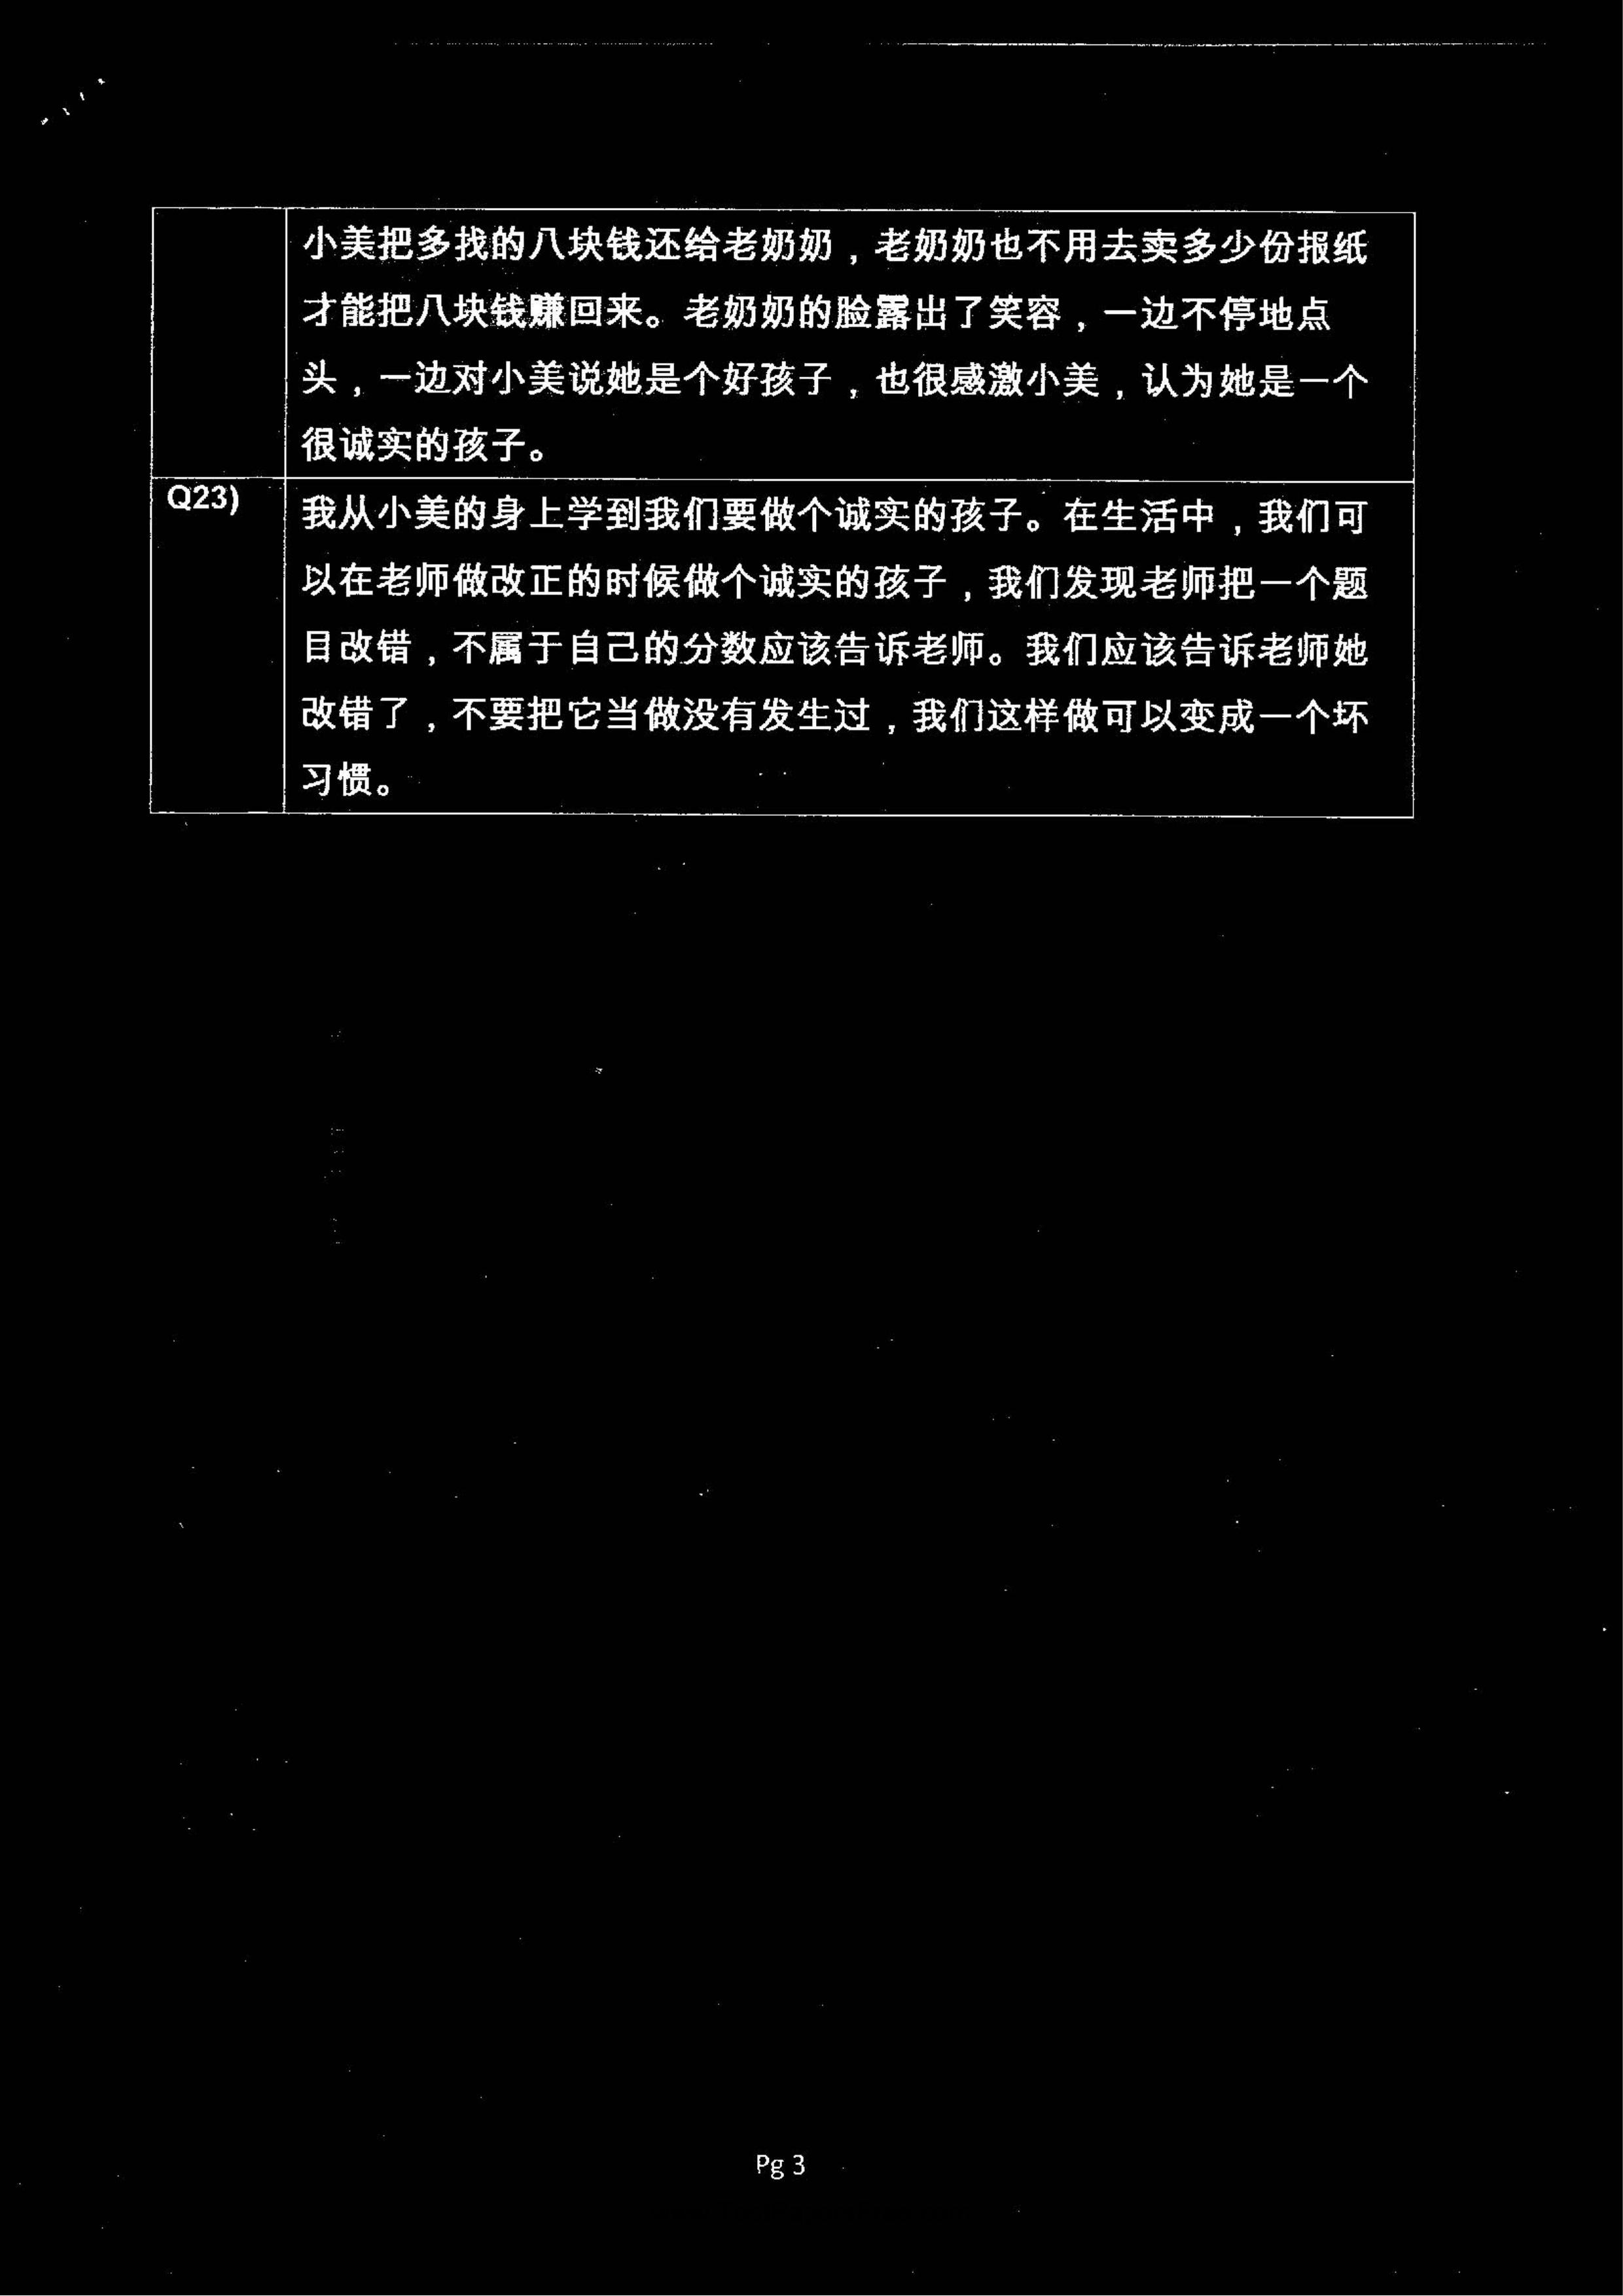 小美把多找的八块钱还给老奶奶，老奶奶也不用去卖多少份报纸
才能把八块钱赚回来。老奶奶的脸露出了笑容，一边不停地点
头，一边对小美说她是个好孩子，也很感激小美，认为她是一个
很诚实的孩子。
Q23)
我从小美的身上学到我们要做个诚实的孩子。在生活中，我们可
以在老师做改正的时候做个诚实的孩子，我们发现老师把一个题
目改错，不属于自己的分数应该告诉老师。我们应该告诉老师她
改错了，不要把它当做没有发生过，我们这样做可以变成一个坏
习惯。
Pg 3